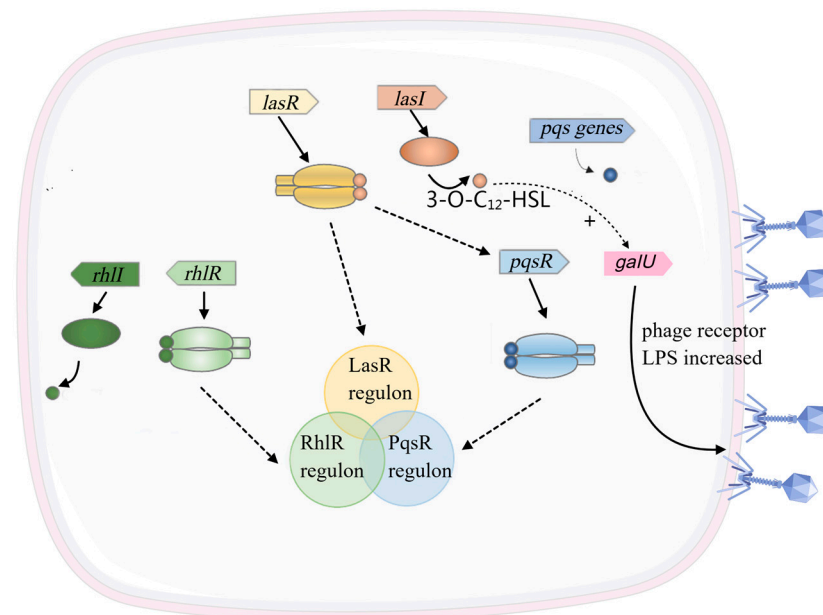 lasR
lasI
pqs genes
3-O-C₁₂-HSL
+
rhlI
rhlR
pqsR
galU
phage receptor
LPS increased
LasR
regulon
RhlR
regulon
PqsR
regulon